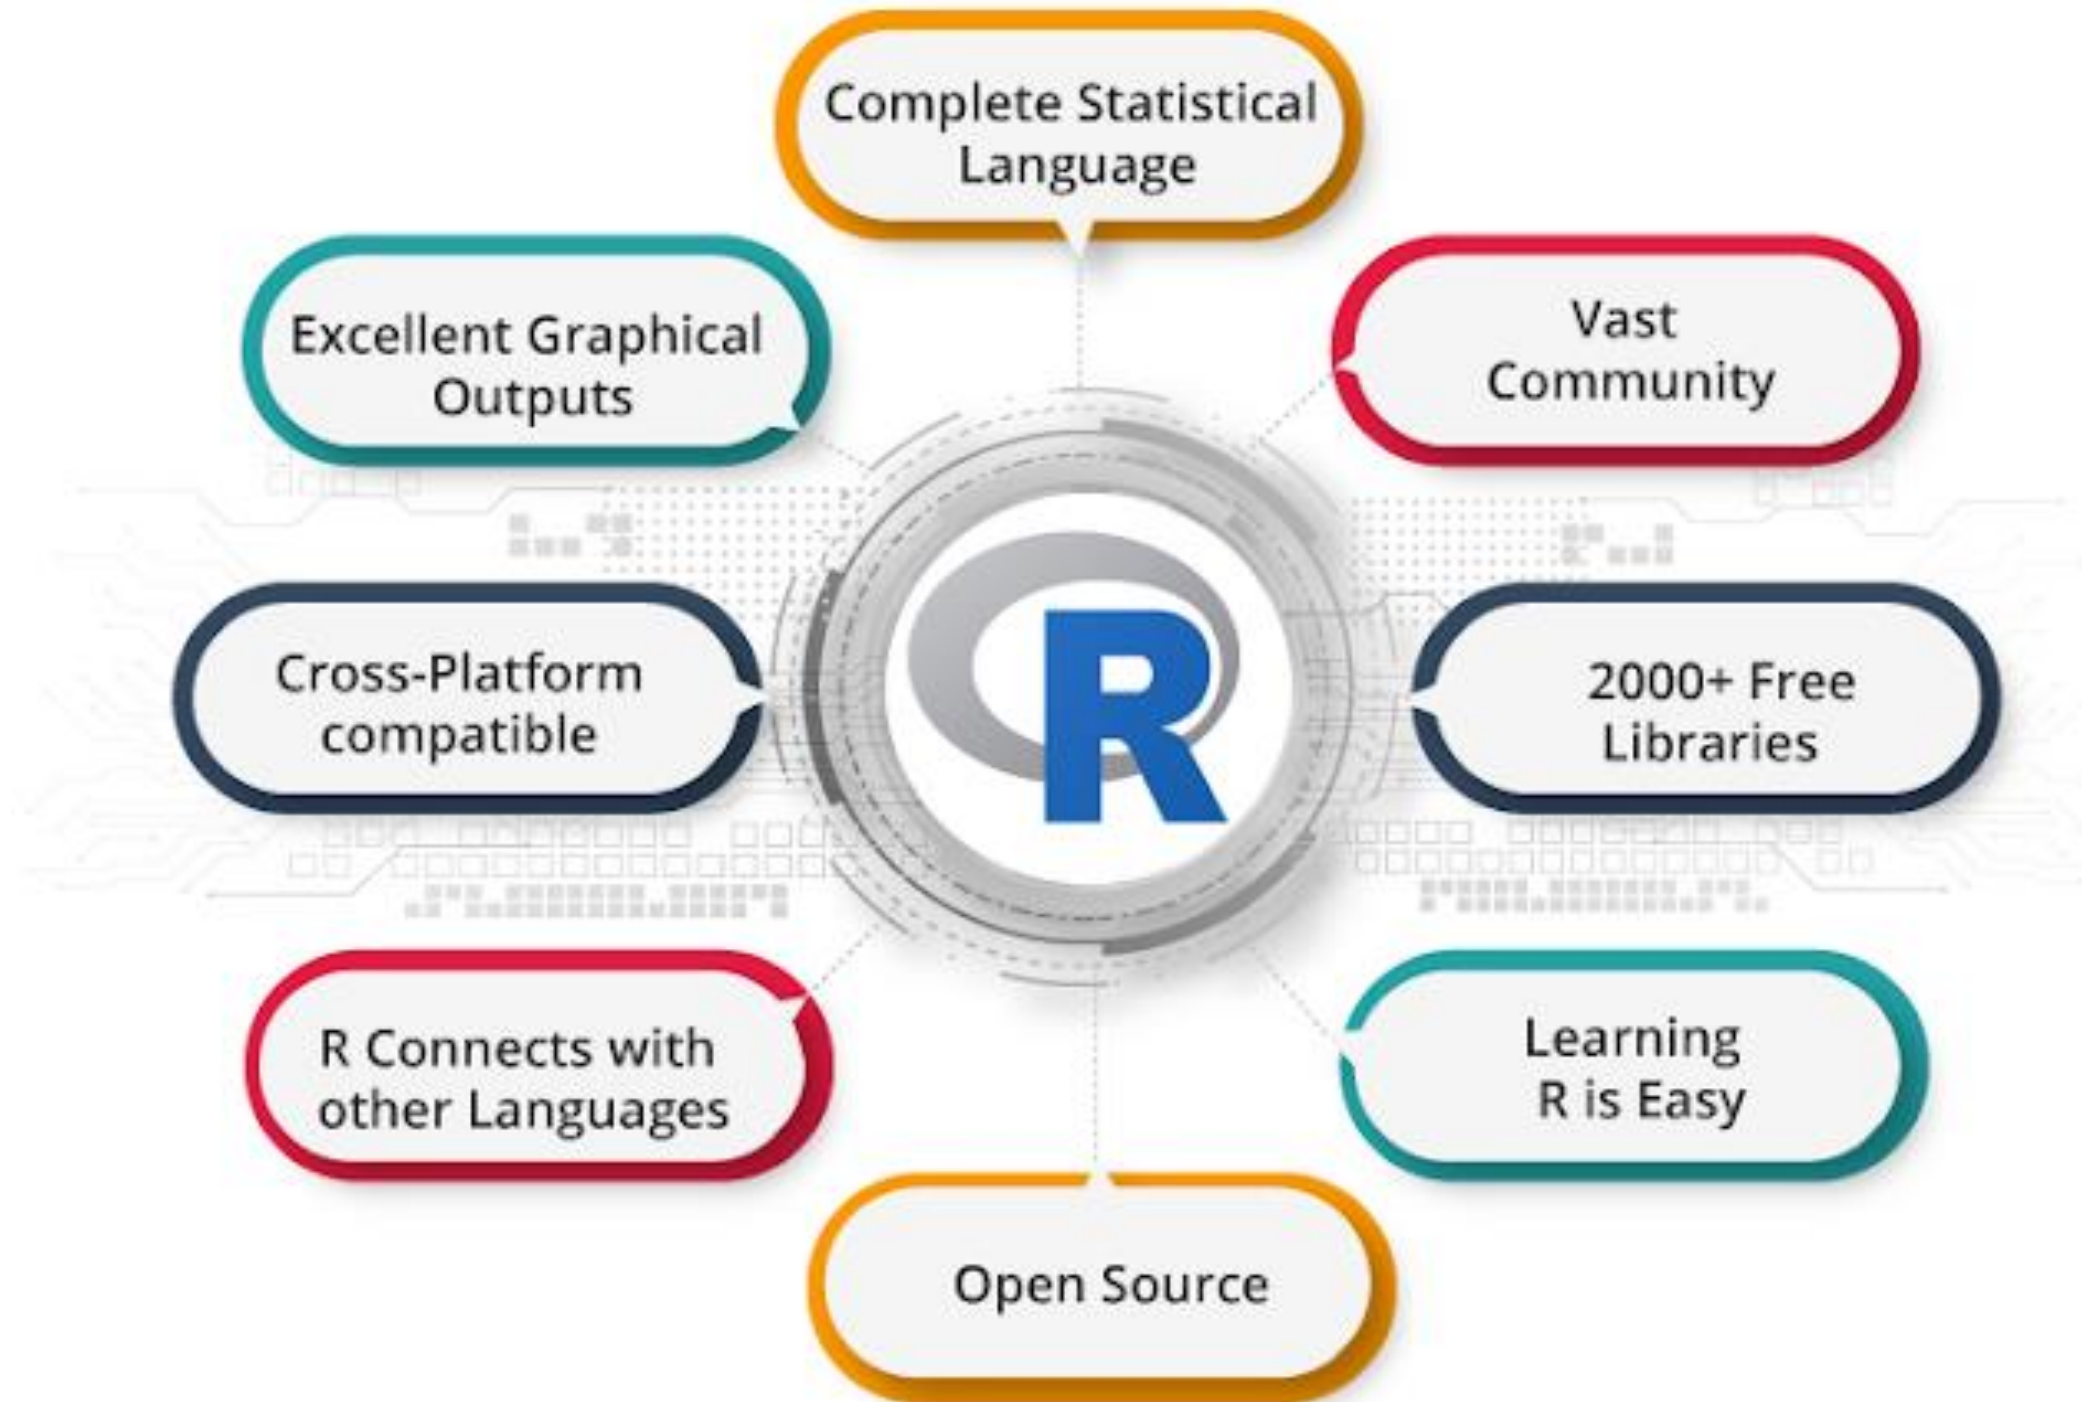 Complete Statistical
Language
Excellent Graphical
Outputs
Vast
Community
Cross-Platform
compatible
R
2000+ Free
Libraries
R Connects with
other Languages
Learning
R is Easy
Open Source